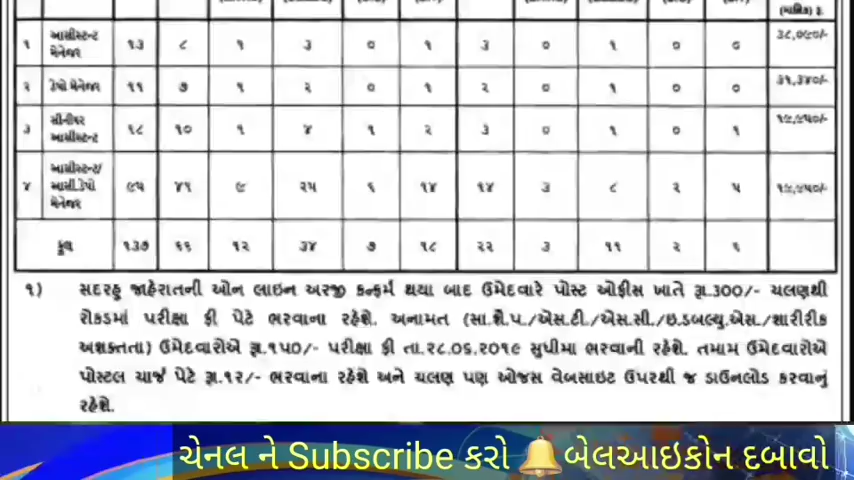 (માસિક) રૂ.
૧ આસીસ્ટન્ટ મેનેજર ૧૩ ૮ ૧ ૩ ૦ ૧ ૩ ૦ ૧ ૦ ૦ ૩૮,૦૯૦/-
૨ ડેપો મેનેજર ૧૧ ૭ ૧ ૨ ૦ ૧ ૨ ૦ ૧ ૦ ૦ ૩૧,૩૪૦/-
૩ સીનીયર આસીસ્ટન્ટ ૧૮ ૧૦ ૧ ૪ ૧ ૨ ૩ ૦ ૧ ૦ ૧ ૧૯,૯૫૦/-
૪ આસીસ્ટન્ટ/ આસી.ડેપો મેનેજર ૯૫ ૪૧ ૯ ૨૫ ૬ ૧૪ ૧૪ ૩ ૮ ૨ ૫ ૧૯,૯૫૦/-
કુલ ૧૩૭ ૬૬ ૧૨ ૩૪ ૭ ૧૮ ૨૨ ૩ ૧૧ ૨ ૬
૧) સદરહુ જાહેરાતની ઓન લાઇન અરજી કન્ફર્મ થયા બાદ ઉમેદવારે પોસ્ટ ઓફીસ ખાતે રૂા.300/- ચલણથી
રોકડમાં પરીક્ષા ફી પેટે ભરવાના રહેશે. અનામત (સા.શૈ.પ./એસ.ટી./એસ.સી./ઇ.ડબલ્યુ.એસ./શારીરીક
અશક્તતા) ઉમેદવારોએ રૂા.૧૫૦/- પરીક્ષા ફી તા.૨૮.૦૬.૨૦૧૯ સુધીમા ભરવાની રહેશે. તમામ ઉમેદવારોએ
પોસ્ટલ ચાર્જ પેટે રૂા.૧૨/- ભરવાના રહેશે અને ચલણ પણ ઓજસ વેબસાઇટ ઉપરથી જ ડાઉનલોડ કરવાનું
રહેશે.
ચેનલ ને Subscribe કરો બેલઆઇકોન દબાવો